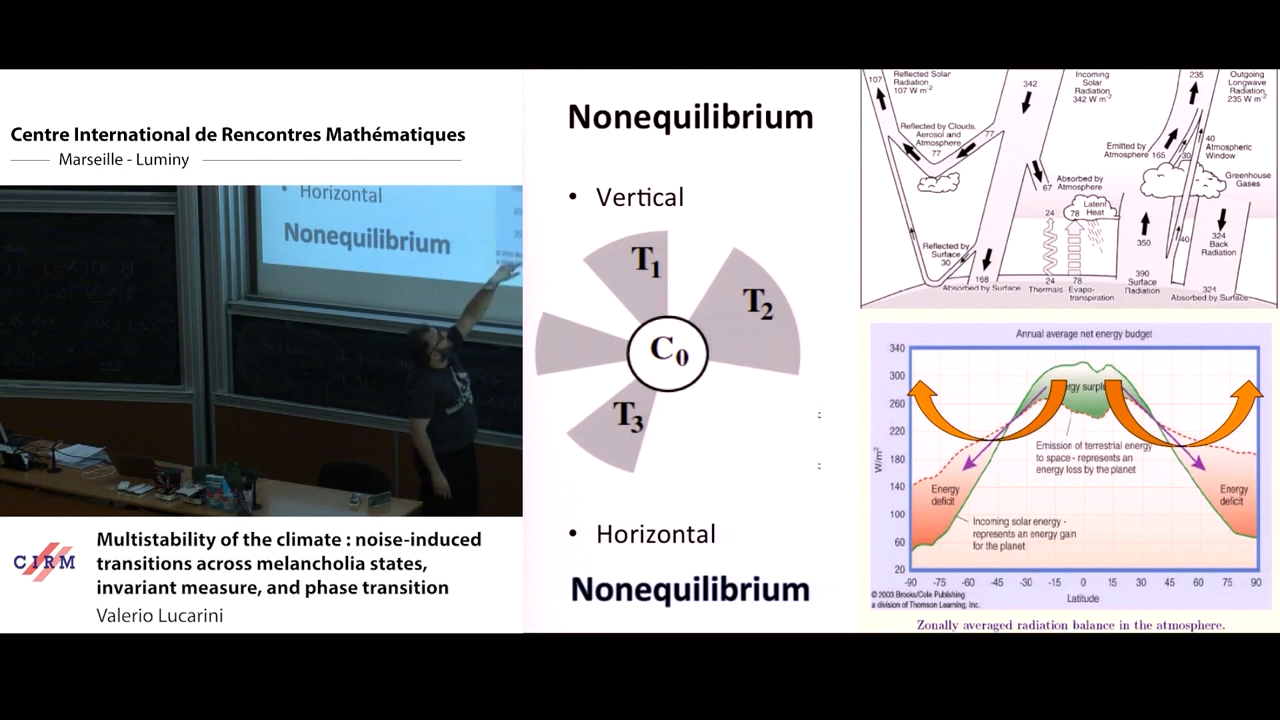 Centre International de Rencontres Mathématiques
Marseille - Luminy
Horizontal
Nonequilibrium
CIRM
Multistability of the climate : noise-induced
transitions across melancholia states,
invariant measure, and phase transition
Valerio Lucarini
Nonequilibrium
• Vertical
T1
T2
C0
T3
• Horizontal
Nonequilibrium
107
Reflected Solar
Radiation
107 W m-2
342
Incoming
Solar
Radiation
342 W m-2
235
Outgoing
Longwave
Radiation
235 W m-2
Reflected by Clouds,
Aerosol and
Atmosphere
77
77
Emitted by
Atmosphere 165
30
40
Atmospheric
Window
Greenhouse
Gases
67
Absorbed by
Atmosphere
24
78
Latent
Heat
Reflected by
Surface
30
350
40
324
Back
Radiation
168
Absorbed by Surface
24
Thermals
78
Evapo-
transpiration
390
Surface
Radiation
324
Absorbed by Surface
Annual average net energy budget
340
300
260
220
180
140
100
60
20
W/m2
Emission of terrestrial energy
to space - represents an
energy loss by the planet
Energy
deficit
Energy
deficit
Incoming solar energy -
represents an energy gain
for the planet
-90 -75 -60 -45 -30 -15 0 15 30 45 60 75 90
Latitude
© 2003 Brooks/Cole Publishing
a division of Thomson Learning, Inc.
Zonally averaged radiation balance in the atmosphere.